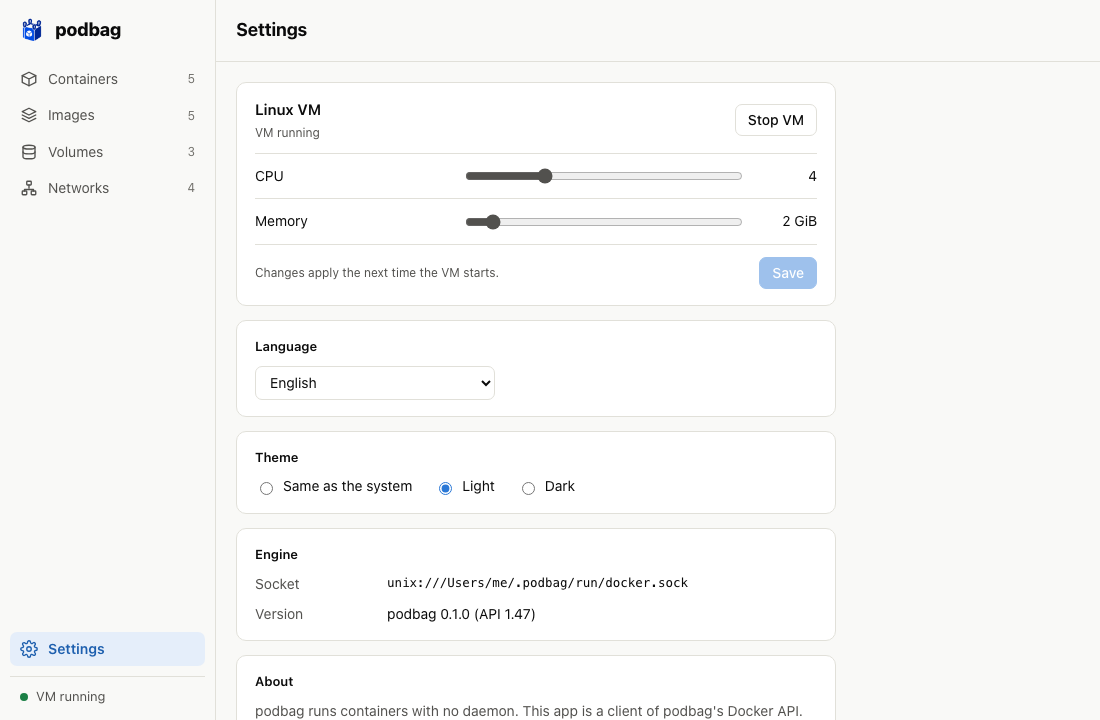 podbag
Settings
Containers 5
Images 5
Volumes 3
Networks 4
Linux VM
VM running
Stop VM
CPU 4
Memory 2 GiB
Changes apply the next time the VM starts.
Save
Language
English
Theme
Same as the system Light Dark
Engine
Socket unix:///Users/me/.podbag/run/docker.sock
Version podbag 0.1.0 (API 1.47)
About
podbag runs containers with no daemon. This app is a client of podbag's Docker API.
Settings
VM running